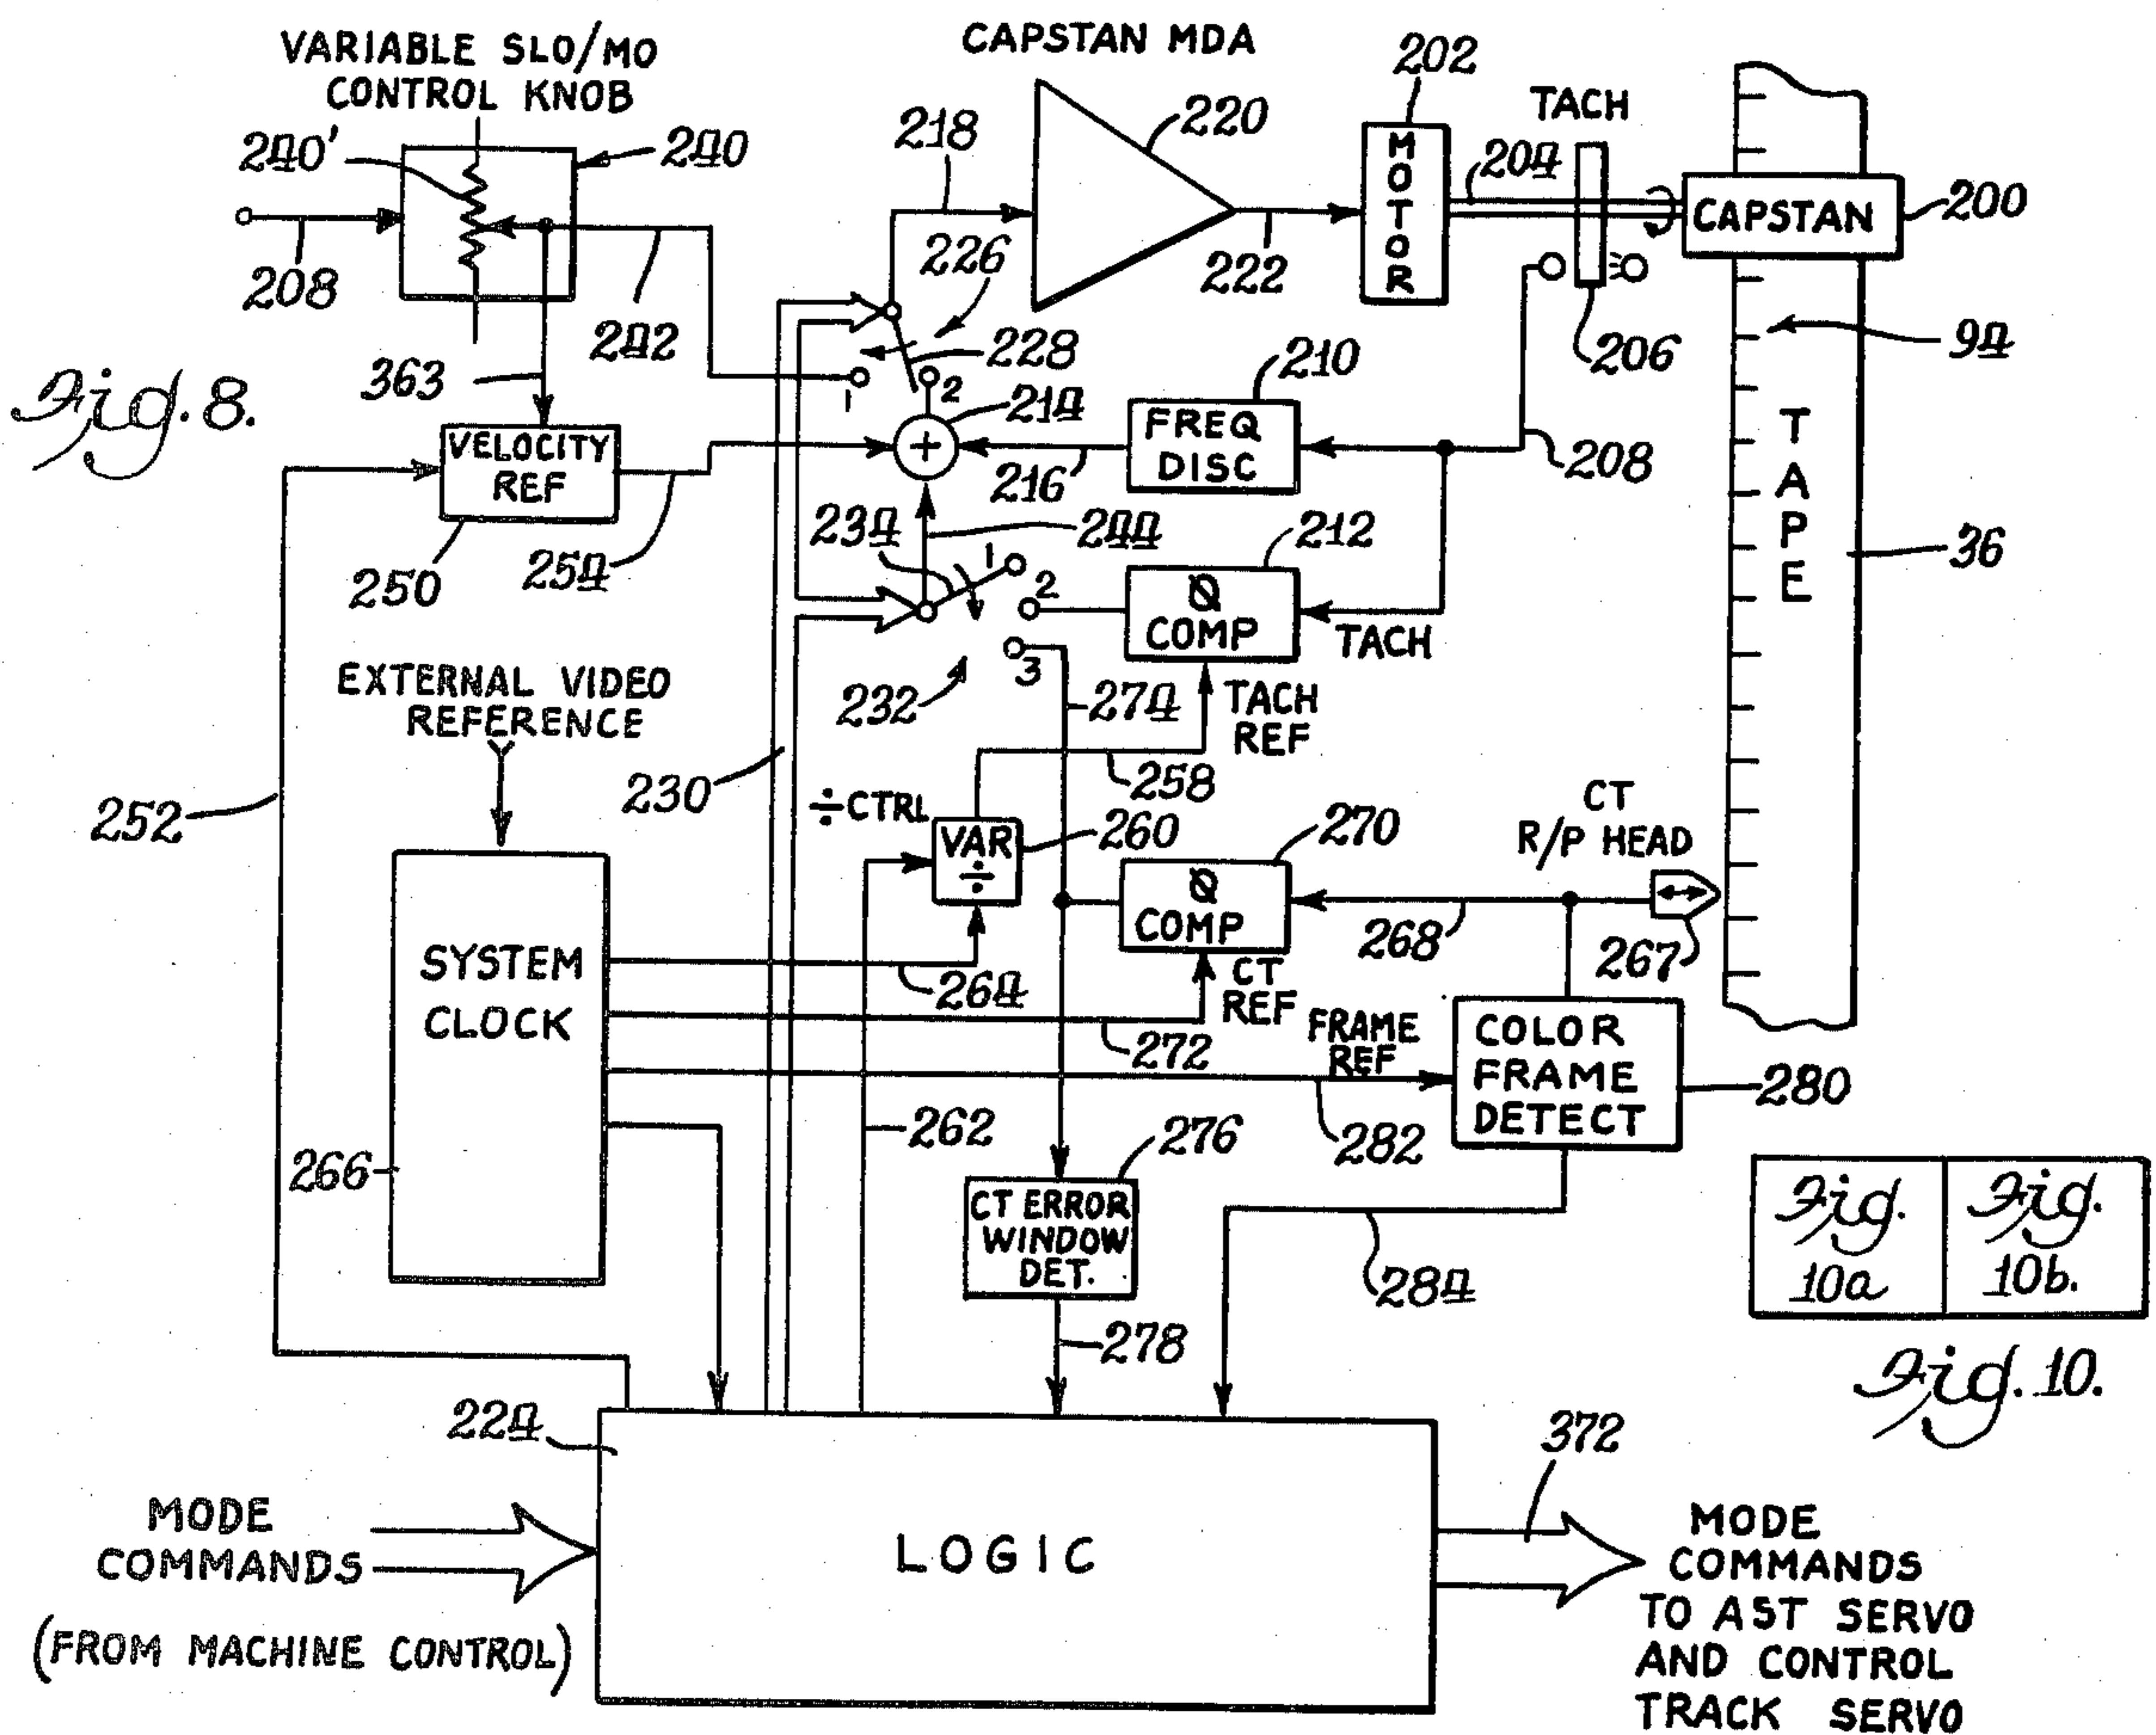 VARIABLE SLO/MO
CONTROL KNOB
CAPSTAN MDA
202
240'
240
218
220
TACH
MOTOR
204
CAPSTAN
200
208
242
226
222
206
94
363
228
210
Fig. 8.
1
2
214
VELOCITY
REF
+
216
FREQ
DISC
208
TAPE
250
254
234
244
212
36
1
2
3
Φ
COMP
TACH
EXTERNAL VIDEO
REFERENCE
232
274
TACH
REF
252
230
258
÷CTRL
VAR
÷
260
270
CT
R/P HEAD
Φ
COMP
268
267
SYSTEM
CLOCK
264
CT
REF
272
FRAME
REF
COLOR
FRAME
DETECT
280
262
276
282
266
CT ERROR
WINDOW
DET.
284
278
Fig.
10a
Fig.
10b.
Fig. 10.
224
372
MODE
COMMANDS
(FROM MACHINE CONTROL)
LOGIC
MODE
COMMANDS
TO AST SERVO
AND CONTROL
TRACK SERVO